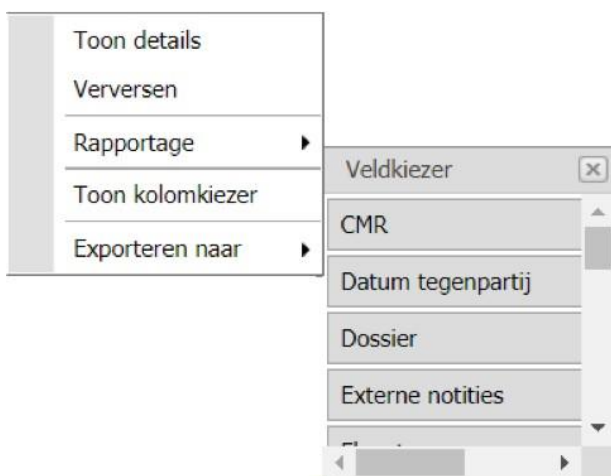 Toon details
Verversen
Rapportage
Toon kolomkiezer
Exporteren naar
Veldkiezer
CMR
Datum tegenpartij
Dossier
Externe notities